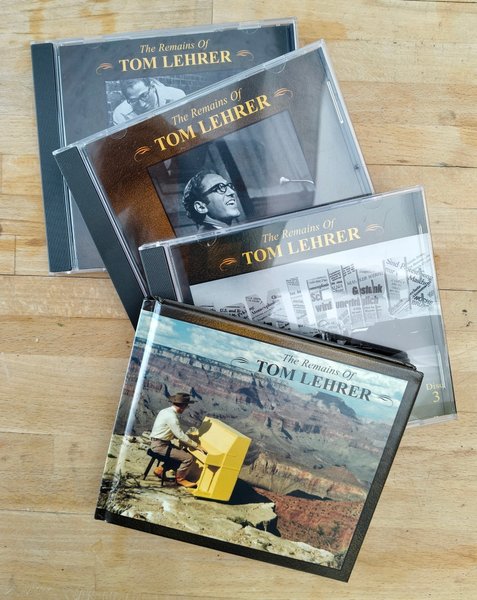 The Remains Of
TOM LEHRER
The Remains Of
TOM LEHRER
The Remains Of
TOM LEHRER
Disc
3
The Remains Of
TOM LEHRER